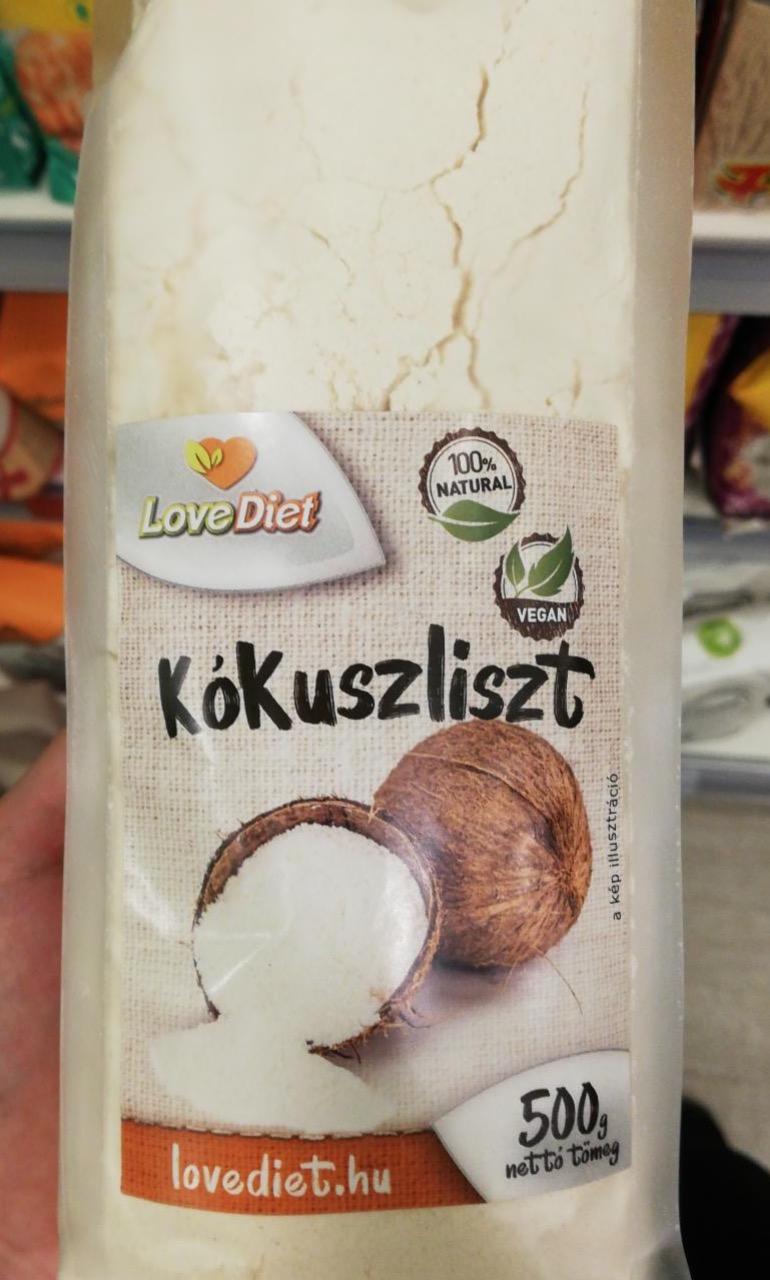 LoveDiet
100%
NATURAL
VEGAN
Kókuszliszt
a kép illusztráció
500g
nettó tömeg
lovediet.hu